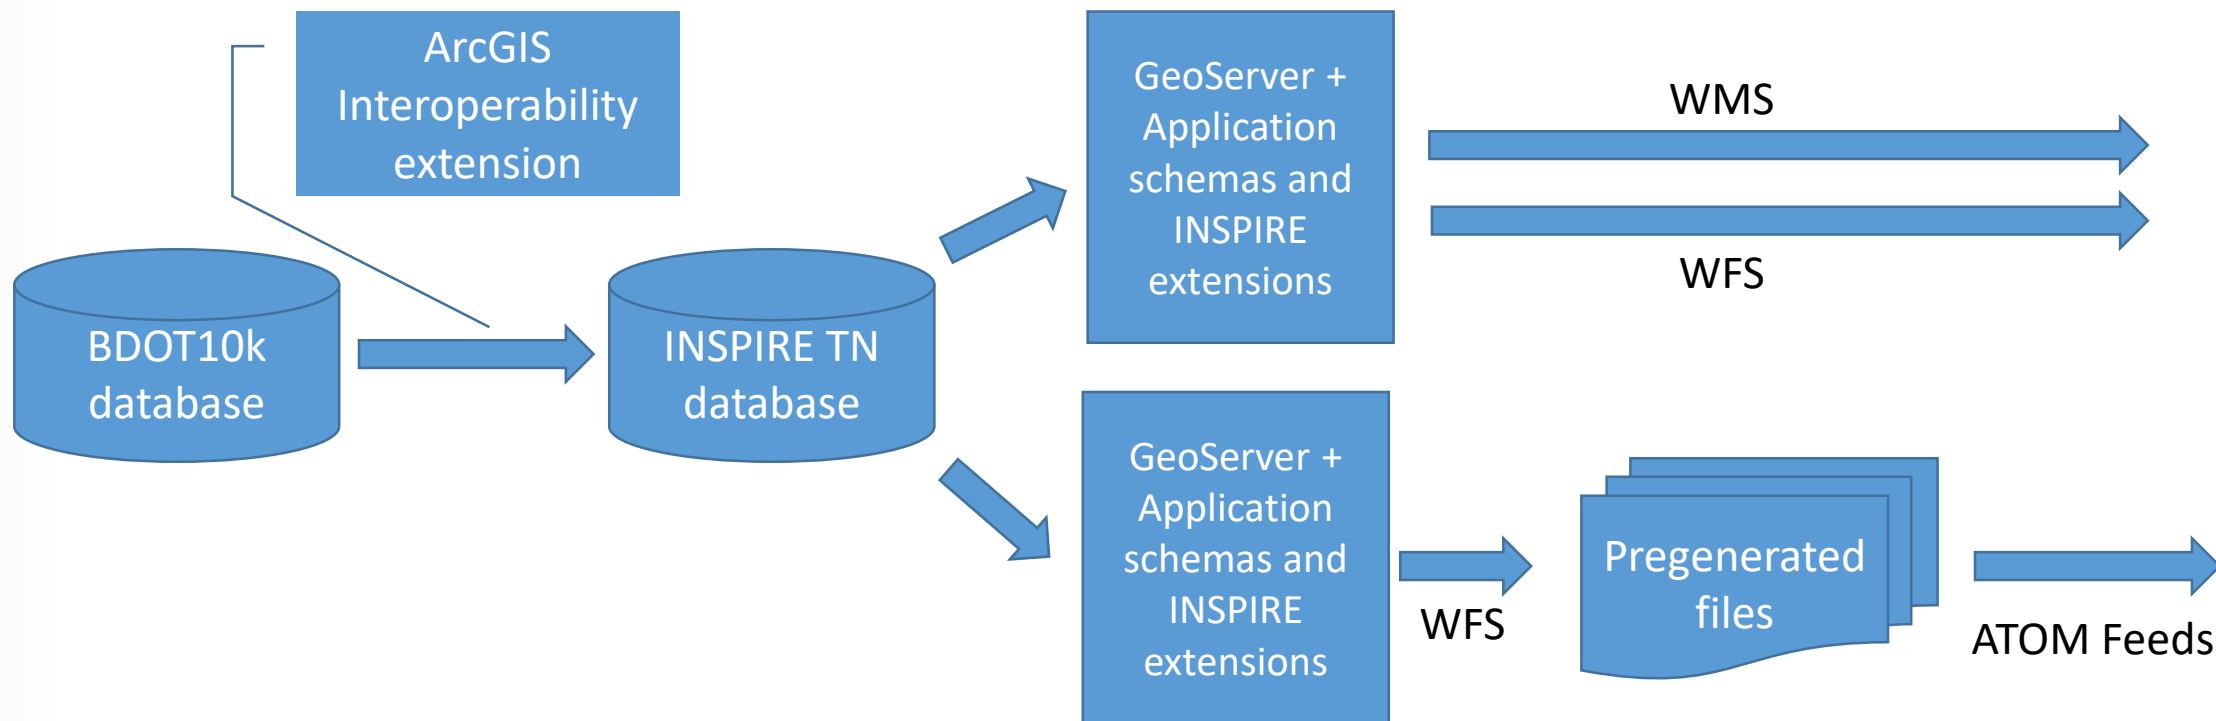 ArcGIS
Interoperability
extension
BDOT10k
database
INSPIRE TN
database
GeoServer +
Application
schemas and
INSPIRE
extensions
WMS
WFS
GeoServer +
Application
schemas and
INSPIRE
extensions
WFS
Pregenerated
files
ATOM Feeds